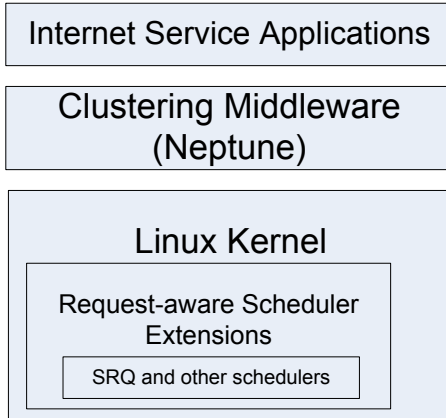 Internet Service Applications
Clustering Middleware
(Neptune)
Linux Kernel
Request-aware Scheduler
Extensions
SRQ and other schedulers